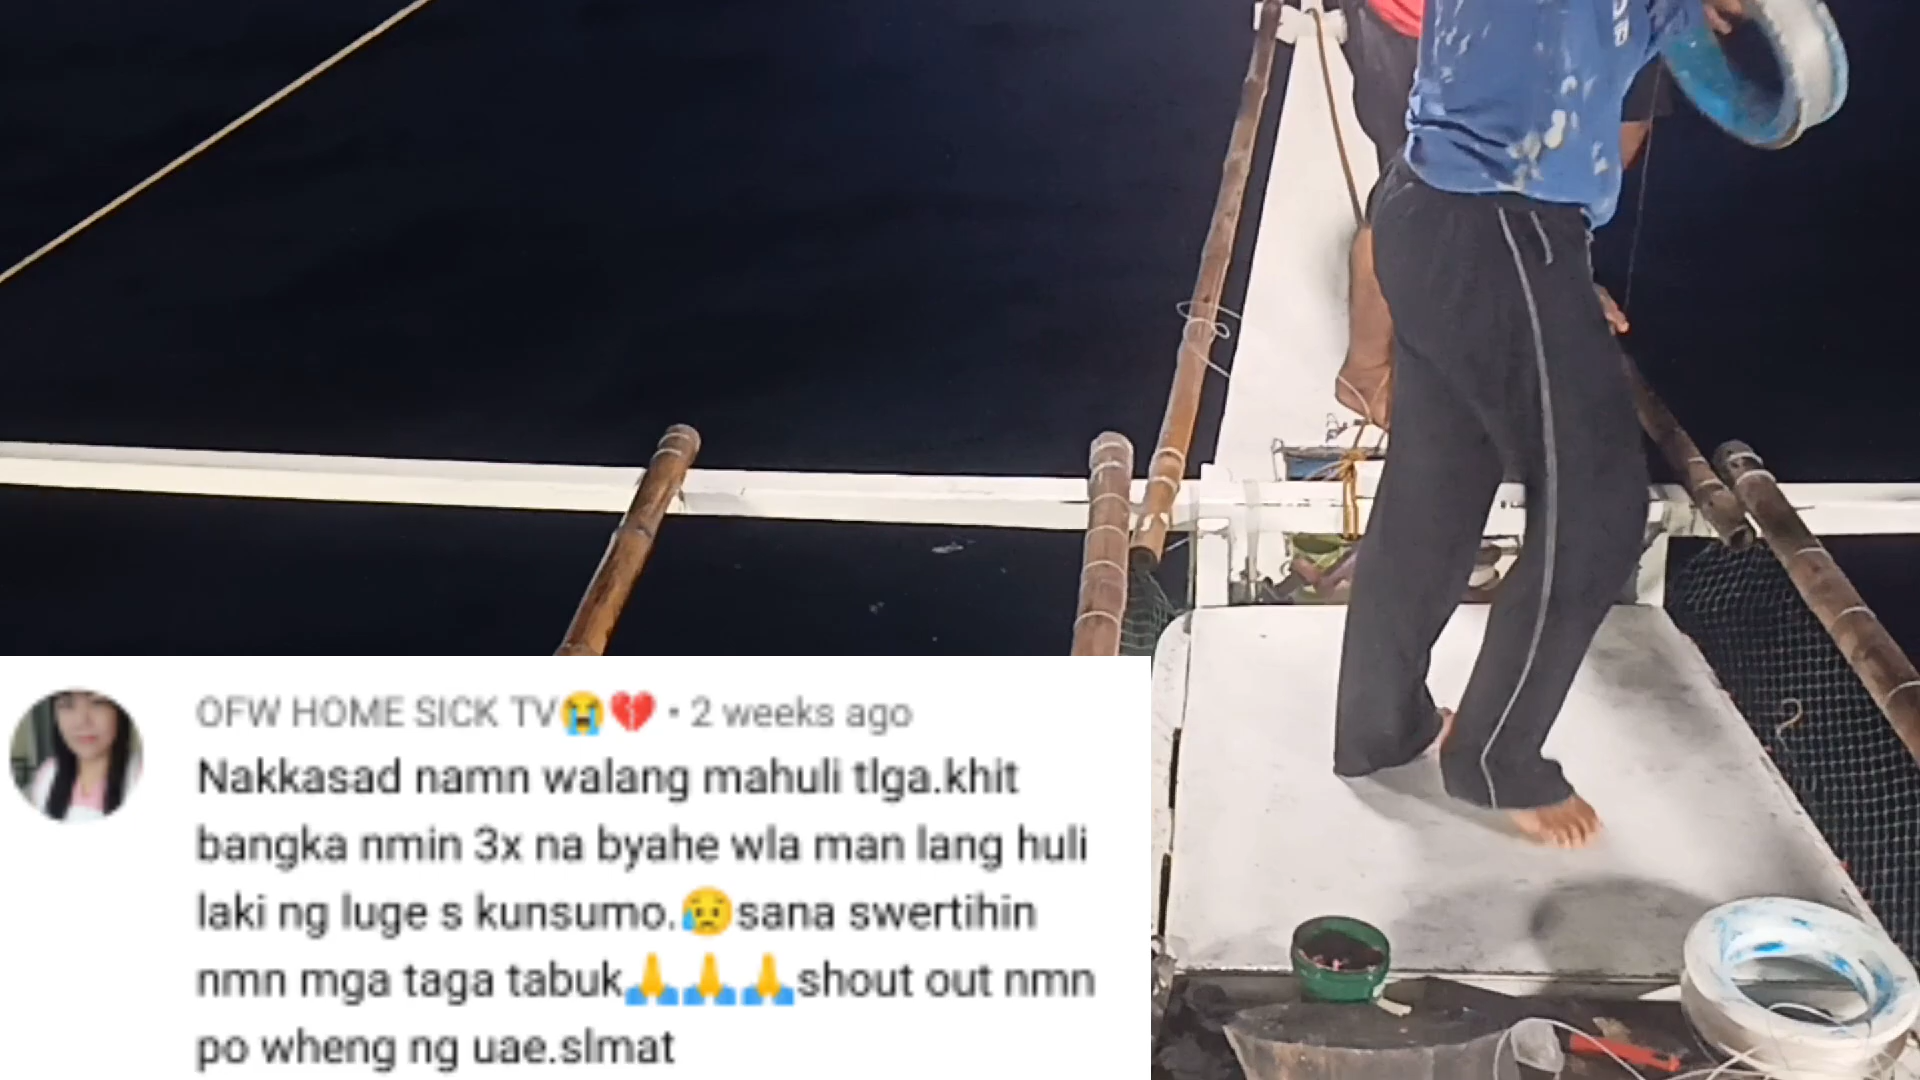 OFW HOME SICK TV😭💔 • 2 weeks ago
Nakkasad namn walang mahuli tlga.khit
bangka nmin 3x na byahe wla man lang huli
laki ng luge s kunsumo.😥sana swertihin
nmn mga taga tabuk🙏🙏🙏shout out nmn
po wheng ng uae.slmat